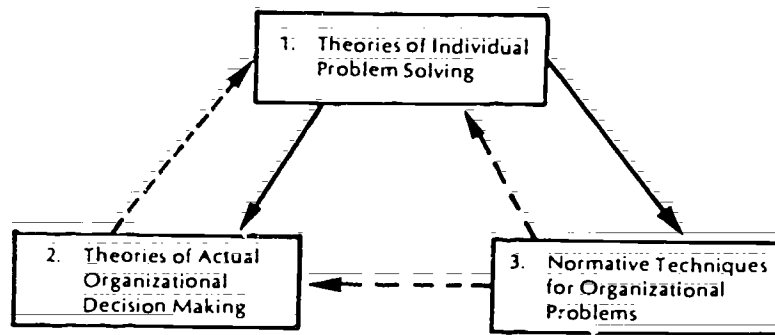 1. Theories of Individual
Problem Solving
2. Theories of Actual
Organizational
Decision Making
3. Normative Techniques
for Organizational
Problems